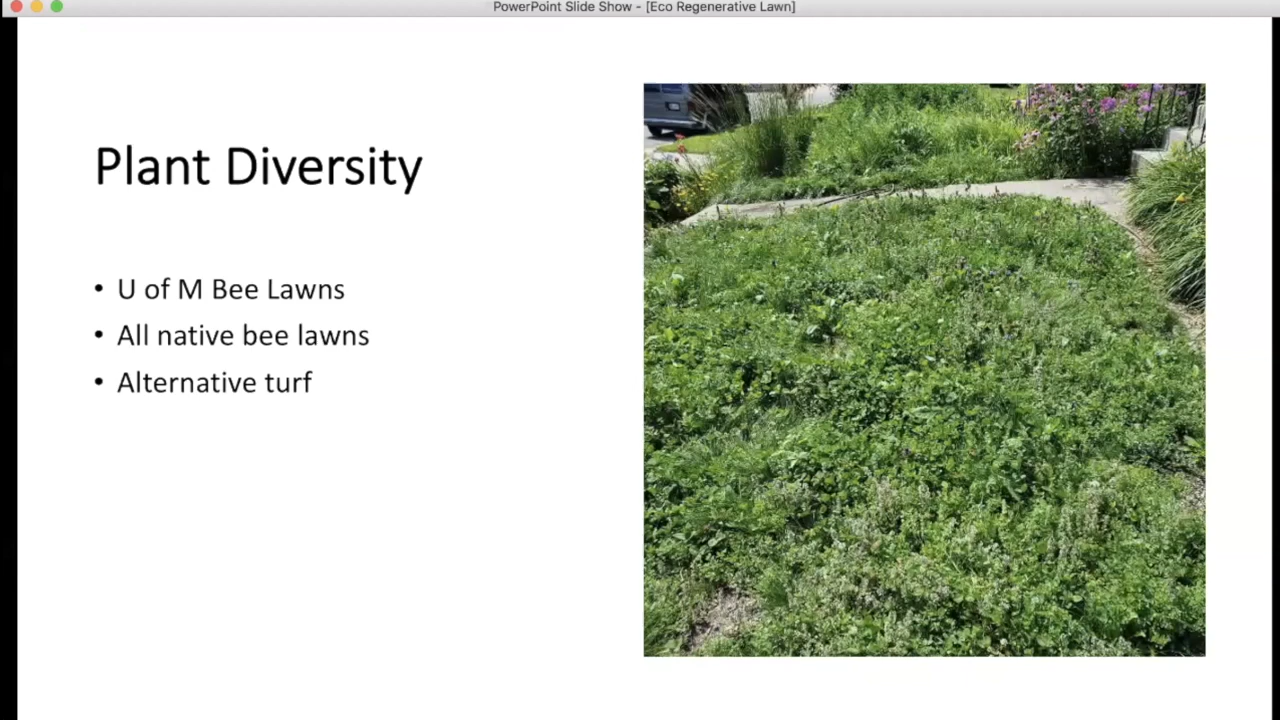 PowerPoint Slide Show - [Eco Regenerative Lawn]
Plant Diversity
• U of M Bee Lawns
• All native bee lawns
• Alternative turf